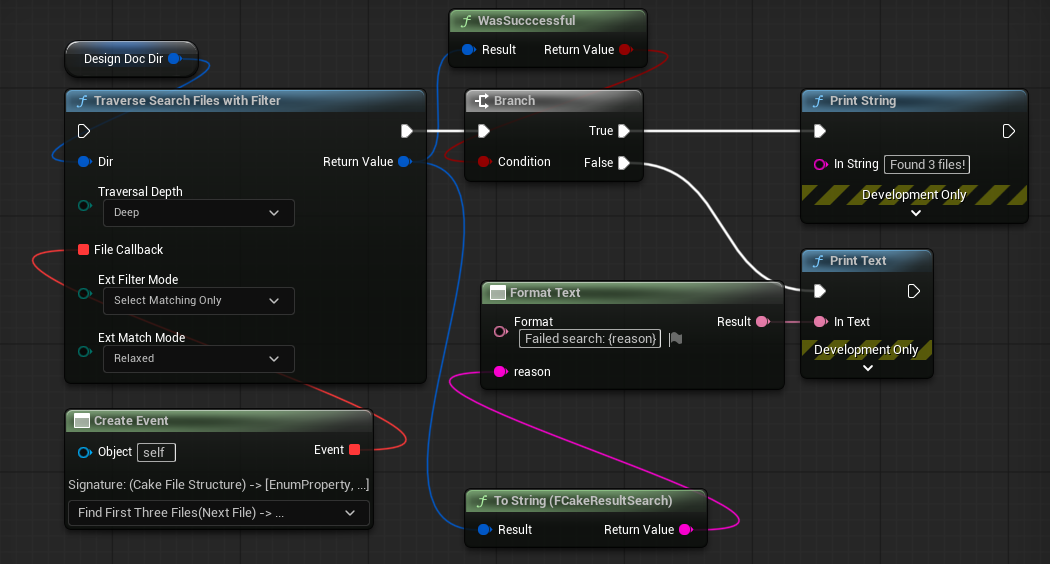 Design Doc Dir
f Traverse Search Files with Filter
Dir
Return Value
Traversal Depth
Deep
File Callback
Ext Filter Mode
Select Matching Only
Ext Match Mode
Relaxed
Create Event
Object self
Event
Signature: (Cake File Structure) -> [EnumProperty, ...]
Find First Three Files(Next File) -> ...
f WasSucccessful
Result Return Value
Branch
True
Condition
False
Format Text
Format
Failed search: {reason}
Result
reason
f To String (FCakeResultSearch)
Result Return Value
f Print String
In String Found 3 files!
Development Only
f Print Text
In Text
Development Only